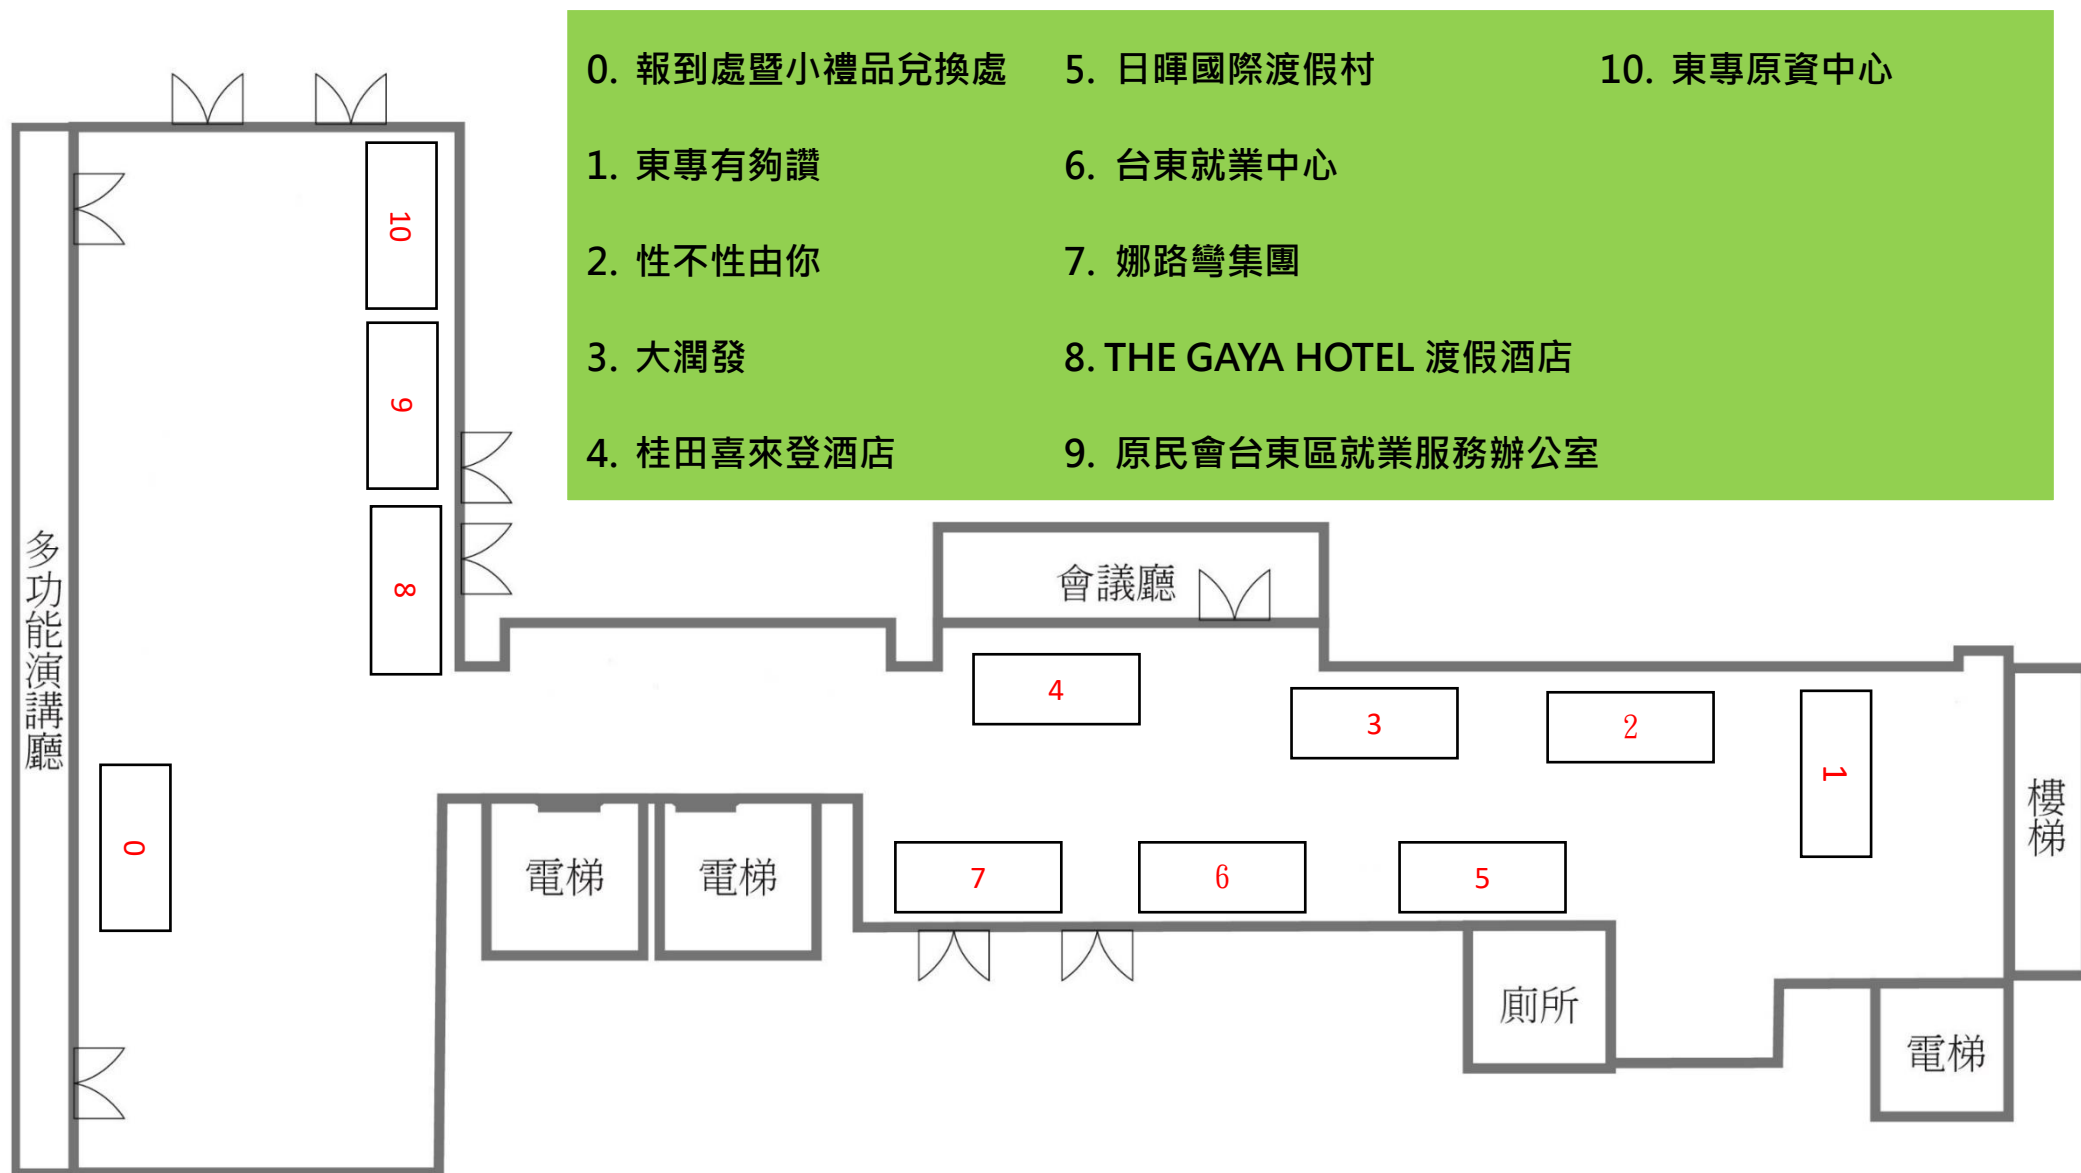 0. 報到處暨小禮品兌換處
5. 日暉國際渡假村
10. 東專原資中心
1. 東專有夠讚
6. 台東就業中心
2. 性不性由你
7. 娜路彎集團
3. 大潤發
8. THE GAYA HOTEL 渡假酒店
4. 桂田喜來登酒店
9. 原民會台東區就業服務辦公室
10
9
8
多功能演講廳
會議廳
4
3
2
1
樓梯
0
電梯
電梯
7
6
5
廁所
電梯